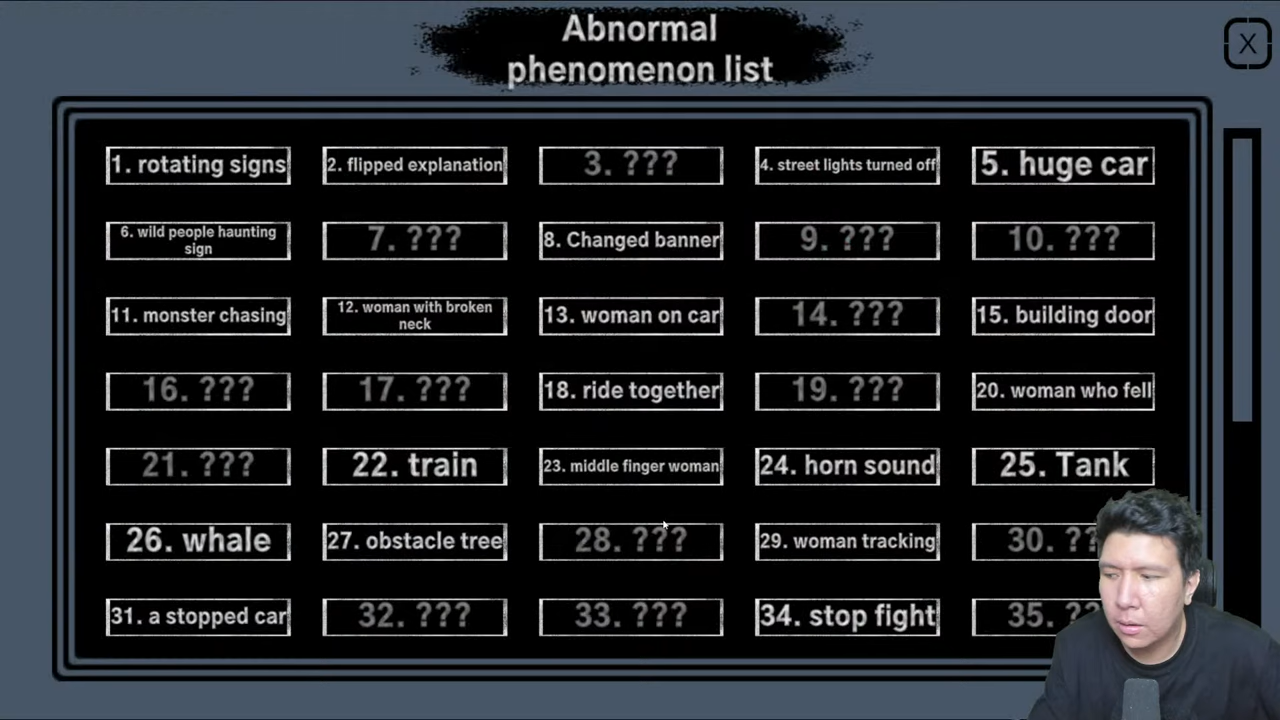 Abnormal
phenomenon list
X
1. rotating signs
2. flipped explanation
3. ???
4. street lights turned off
5. huge car
6. wild people haunting
sign
7. ???
8. Changed banner
9. ???
10. ???
11. monster chasing
12. woman with broken
neck
13. woman on car
14. ???
15. building door
16. ???
17. ???
18. ride together
19. ???
20. woman who fell
21. ???
22. train
23. middle finger woman
24. horn sound
25. Tank
26. whale
27. obstacle tree
28. ???
29. woman tracking
30. ??
31. a stopped car
32. ???
33. ???
34. stop fight
35. ??